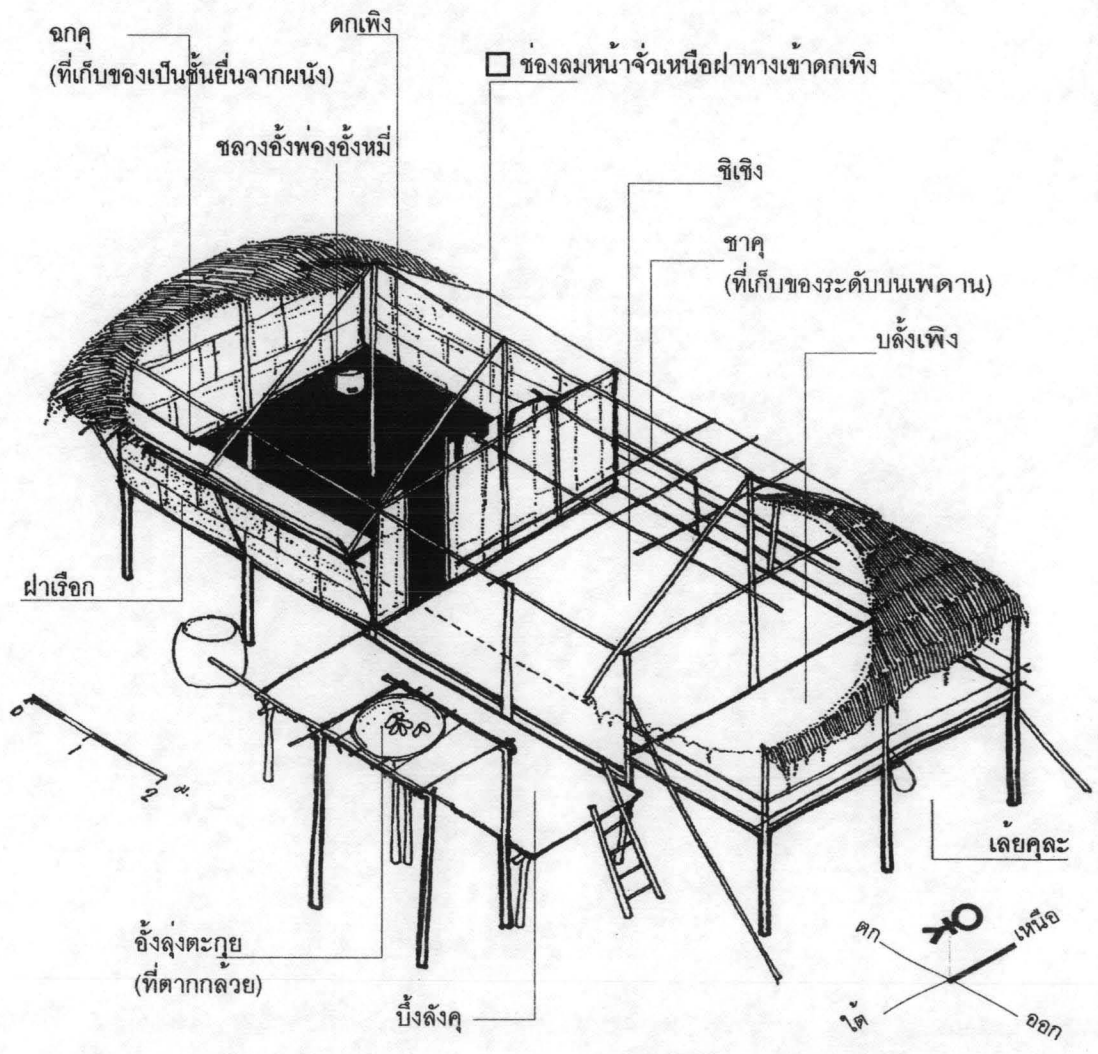 ฉกคุ
(ที่เก็บของเป็นชั้นยื่นจากผนัง)
ดกเพิง
ช่องลมหน้าจั่วเหนือฝาทางเข้าดกเพิง
ชลางอั้งพ่องอั้งหมี่
ชิเชิง
ชาคุ
(ที่เก็บของระดับบนเพดาน)
บลั้งเพิง
ฝาเรือก
0
1
2 ม.
เล้ยคุละ
อั้งลุ่งตะกุย
(ที่ตากกล้วย)
บึ้งลังคุ
ตก
เหนือ
ใต้
ออก